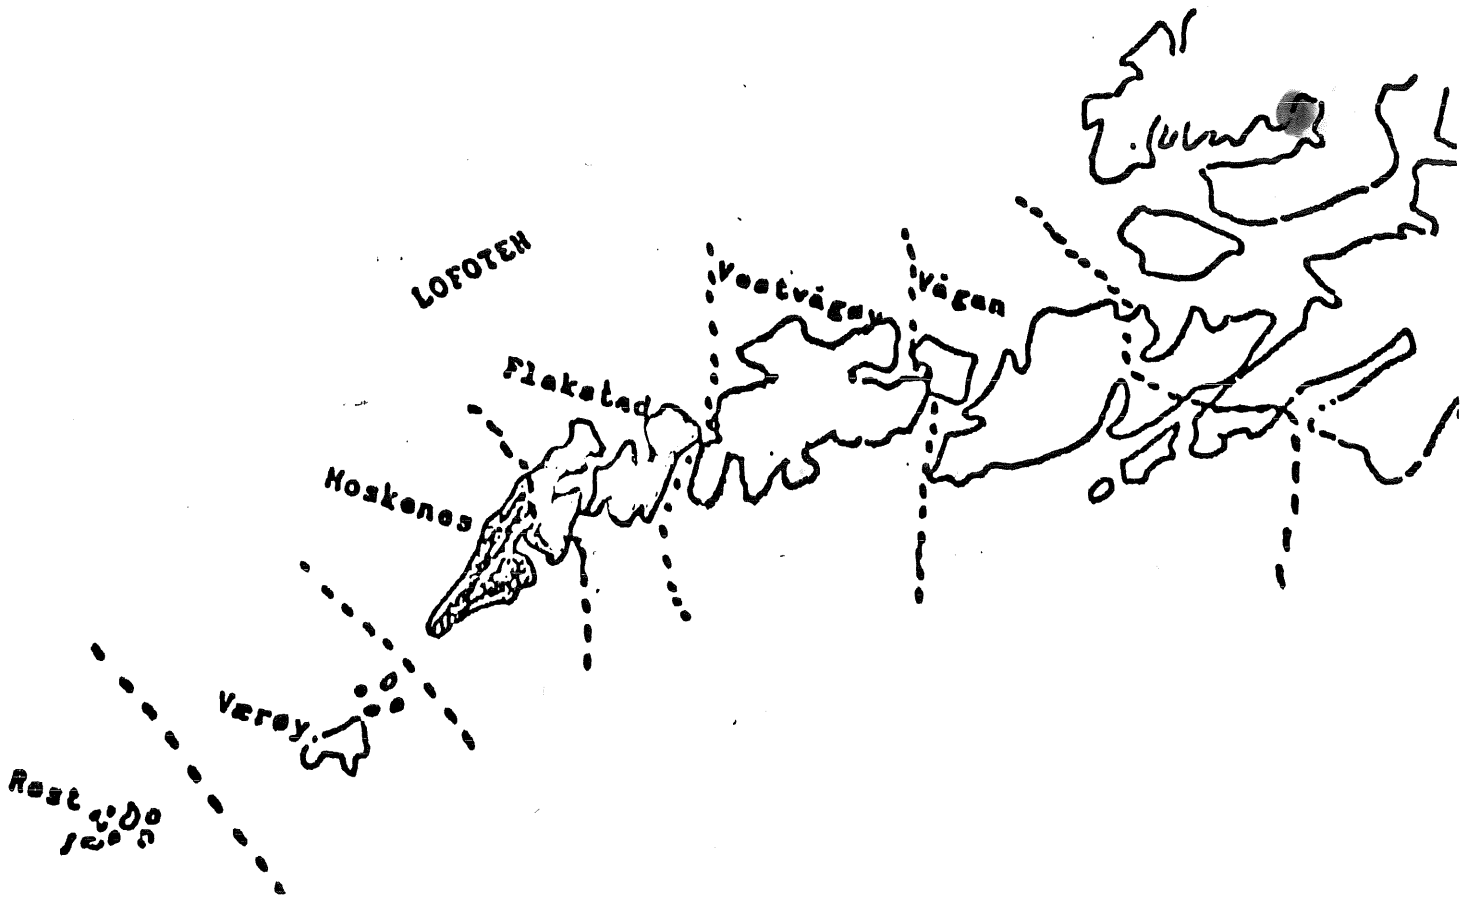 LOFOTEN
Vestvågøy
Vågan
Flakstad
Moskenes
Værøy
Røst